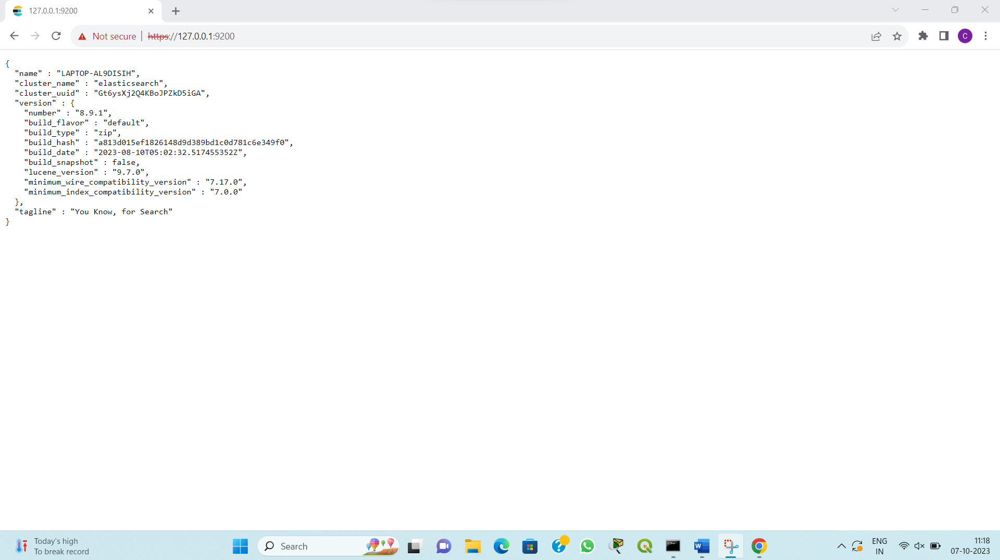 127.0.0.1:9200
Not secure | https://127.0.0.1:9200
C
{
  "name" : "LAPTOP-AL9DISIH",
  "cluster_name" : "elasticsearch",
  "cluster_uuid" : "Gt6ysXj2Q4KBoJPZkD5iGA",
  "version" : {
    "number" : "8.9.1",
    "build_flavor" : "default",
    "build_type" : "zip",
    "build_hash" : "a813d015ef1826148d9d389bd1c0d781c6e349f0",
    "build_date" : "2023-08-10T05:02:32.517455352Z",
    "build_snapshot" : false,
    "lucene_version" : "9.7.0",
    "minimum_wire_compatibility_version" : "7.17.0",
    "minimum_index_compatibility_version" : "7.0.0"
  },
  "tagline" : "You Know, for Search"
}
Today's high
To break record
Search
ENG
IN
11:18
07-10-2023